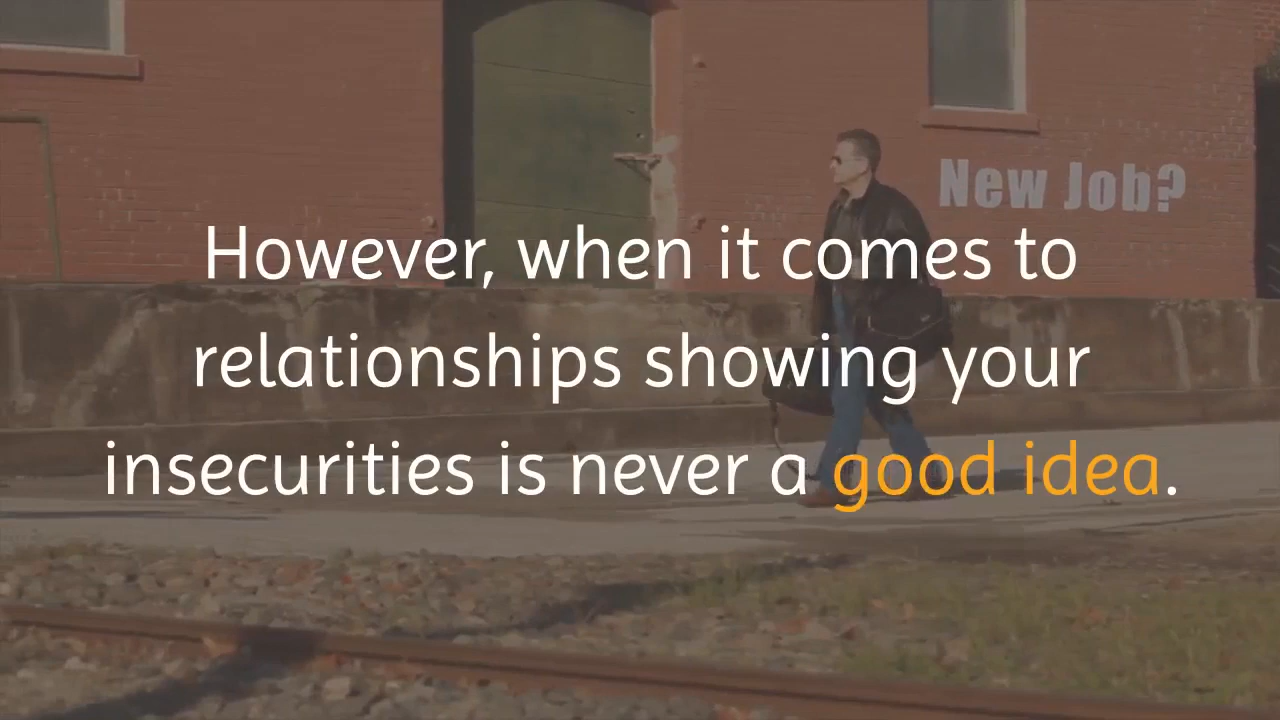 New Job?
However, when it comes to
relationships showing your
insecurities is never a good idea.